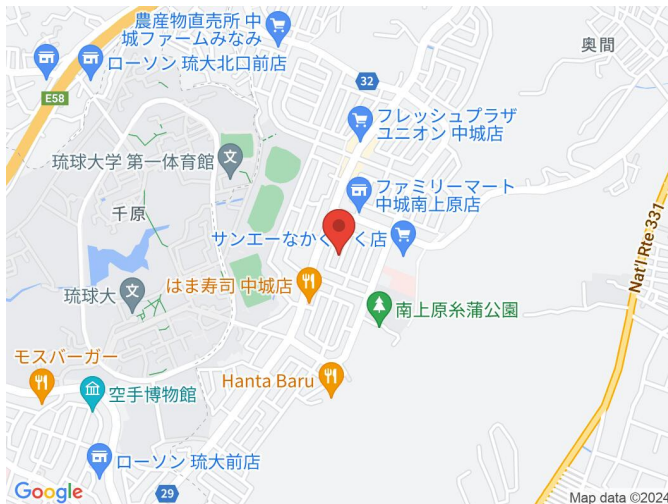 農産物直売所 中
城ファームみなみ
奥間
ローソン 琉大北口前店
32
E58
フレッシュプラザ
ユニオン 中城店
琉球大学 第一体育館
ファミリーマート
中城南上原店
千原
サンエーなかぐ
く店
Nat'l Rte 331
はま寿司 中城店
琉球大
南上原糸蒲公園
モスバーガー
Hanta Baru
空手博物館
ローソン 琉大前店
29
Google
Map data ©2024